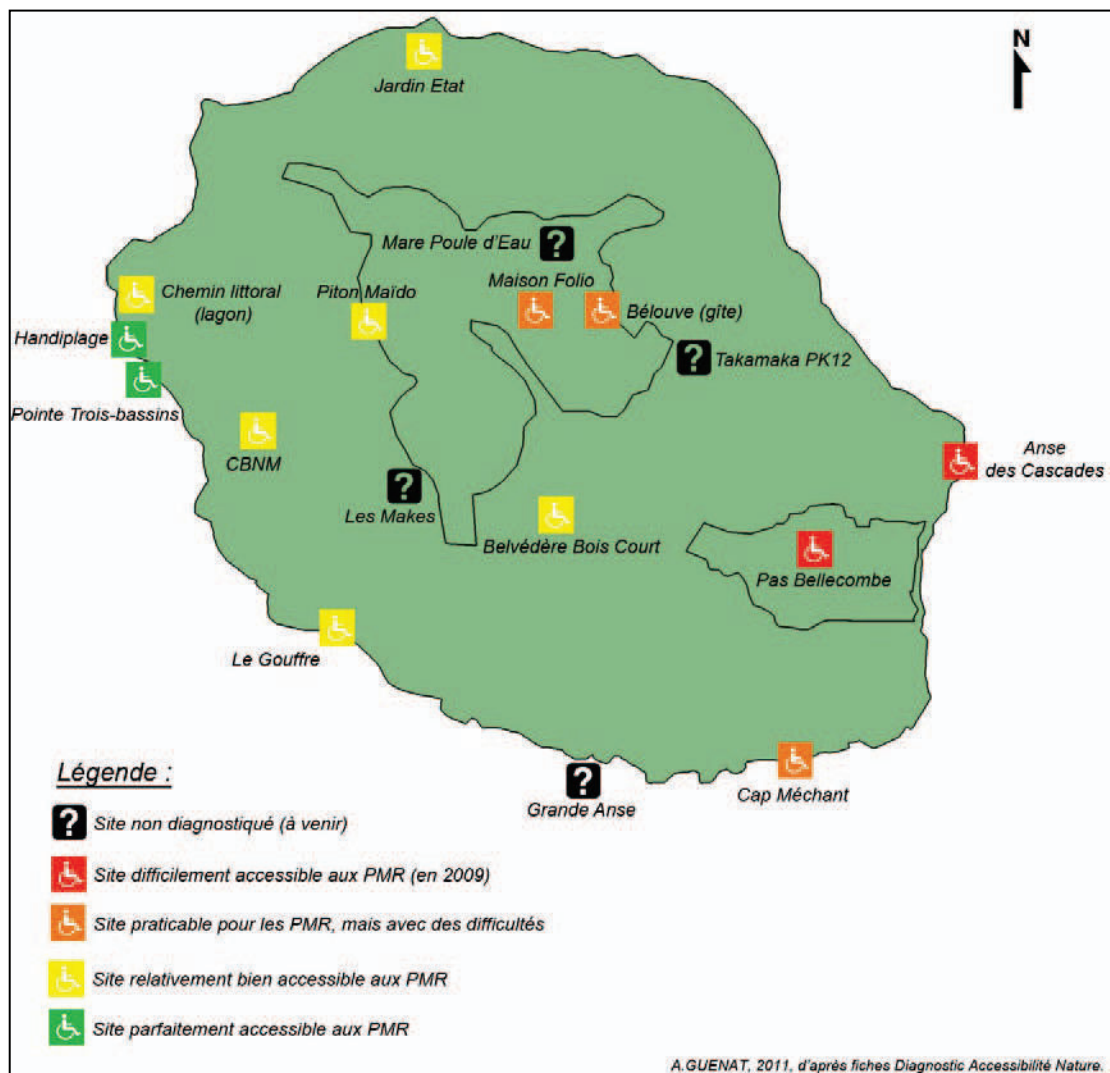 N
Jardin Etat
Mare Poule d'Eau
?
Maison Folio
Chemin littoral
(lagon)
Piton Maïdo
Bélouve (gîte)
Handiplage
?
Takamaka PK12
Pointe Trois-bassins
CBNM
Anse
des Cascades
?
Les Makes
Belvédère Bois Court
Pas Bellecombe
Le Gouffre
?
Grande Anse
Cap Méchant
Légende :
? Site non diagnostiqué (à venir)
Site difficilement accessible aux PMR (en 2009)
Site praticable pour les PMR, mais avec des difficultés
Site relativement bien accessible aux PMR
Site parfaitement accessible aux PMR
A.GUENAT, 2011, d'après fiches Diagnostic Accessibilité Nature.